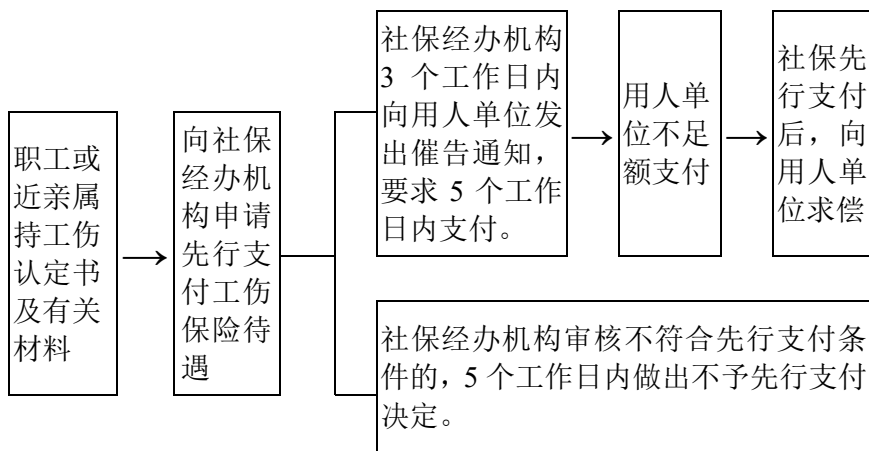 职工或
近亲属
持工伤
认定书
及有关
材料
向社保
经办机
构申请
先行支
付工伤
保险待
遇
社保经办机构
3 个工作日内
向用人单位发
出催告通知，
要求 5 个工作
日内支付。
用人单
位不足
额支付
社保先
行支付
后，向
用人单
位求偿
社保经办机构审核不符合先行支付条
件的，5 个工作日内做出不予先行支付
决定。